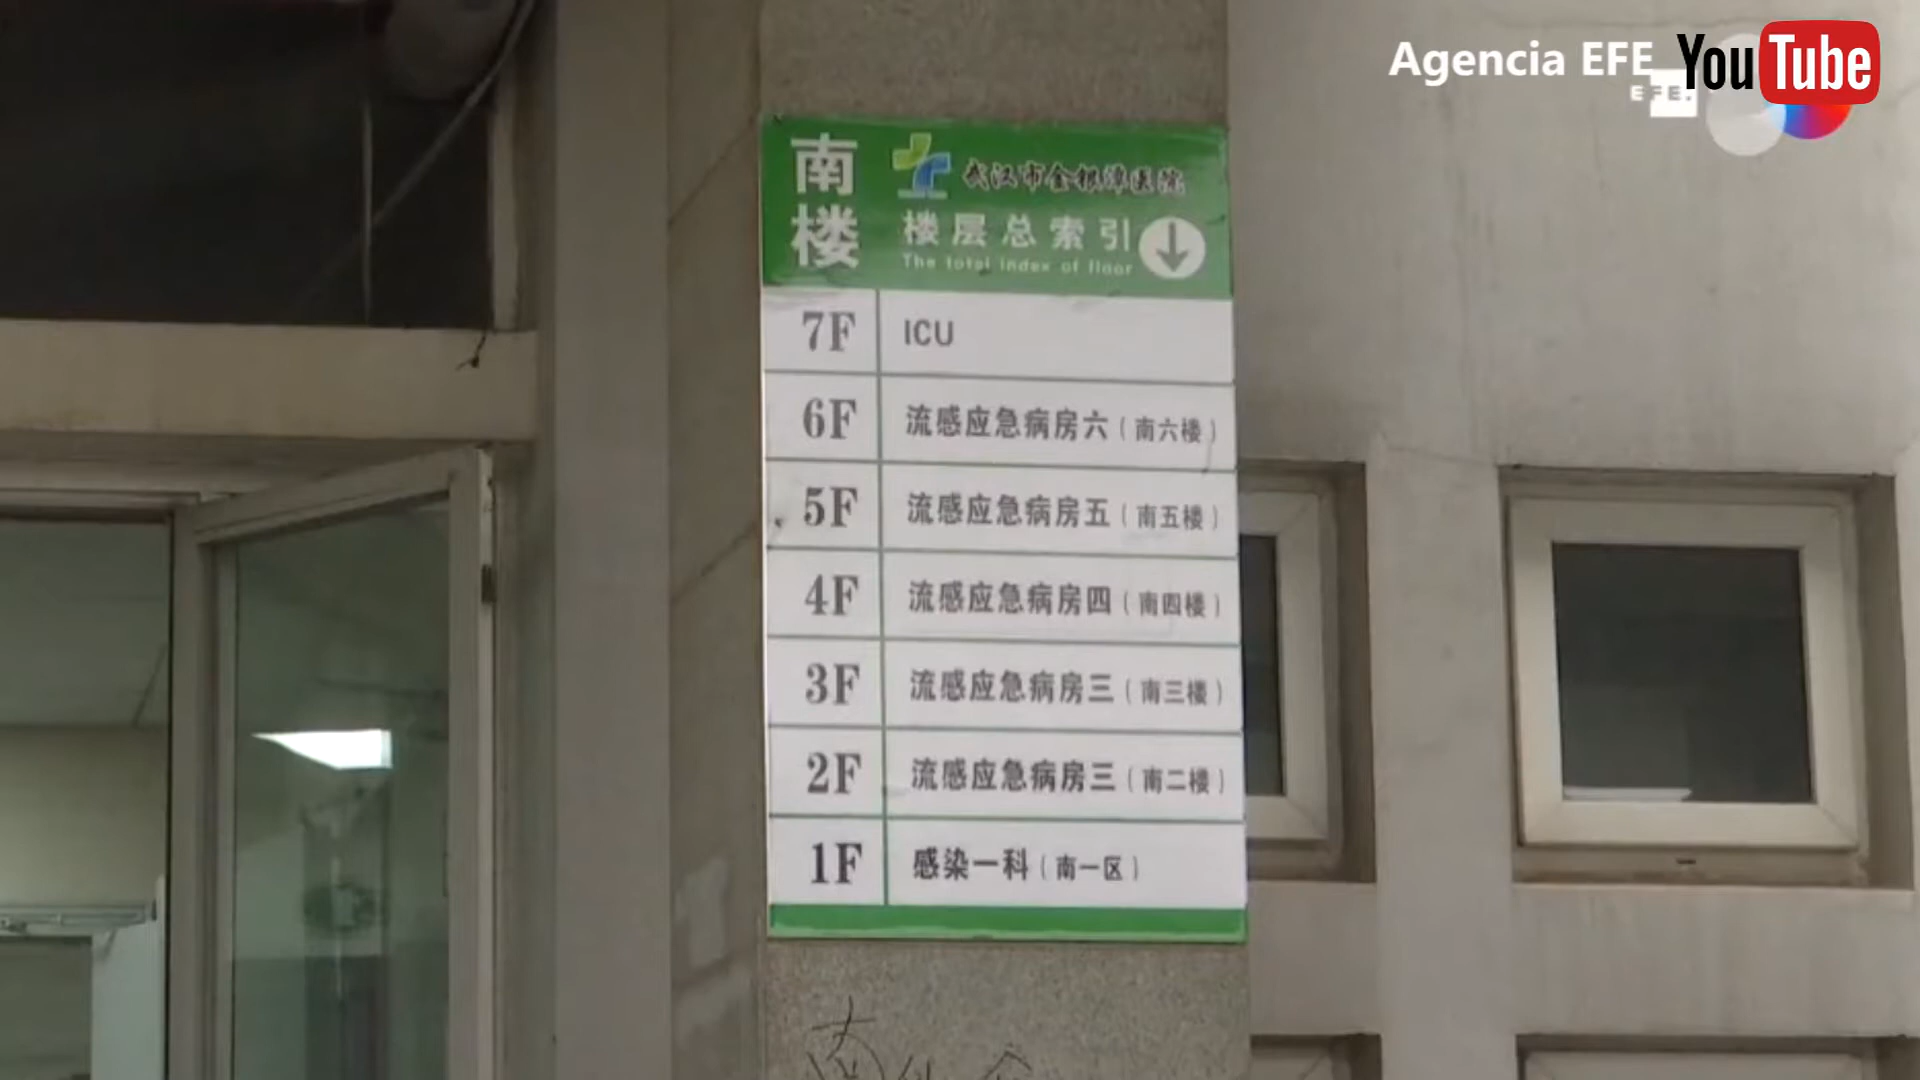 Agencia EFE YouTube
EFE:
南楼
武汉市金银潭医院
楼层总索引
The total index of floor
7F ICU
6F 流感应急病房六（南六楼）
5F 流感应急病房五（南五楼）
4F 流感应急病房四（南四楼）
3F 流感应急病房三（南三楼）
2F 流感应急病房三（南二楼）
1F 感染一科（南一区）